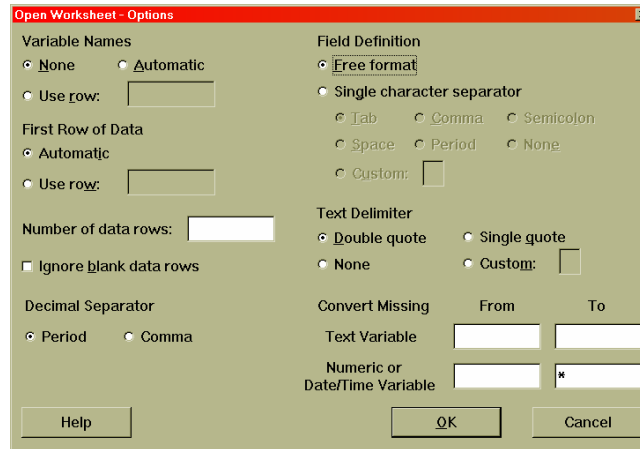 Open Worksheet - Options
Variable Names
None Automatic
Use row:
First Row of Data
Automatic
Use row:
Number of data rows:
Ignore blank data rows
Decimal Separator
Period Comma
Field Definition
Free format
Single character separator
Tab Comma Semicolon
Space Period None
Custom:
Text Delimiter
Double quote Single quote
None Custom:
Convert Missing From To
Text Variable
Numeric or
Date/Time Variable *
Help OK Cancel